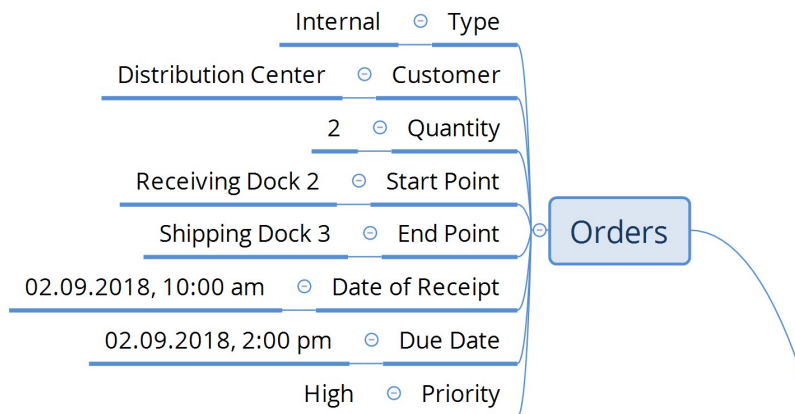 Internal Type
Distribution Center Customer
2 Quantity
Receiving Dock 2 Start Point
Shipping Dock 3 End Point
Orders
02.09.2018, 10:00 am Date of Receipt
02.09.2018, 2:00 pm Due Date
High Priority